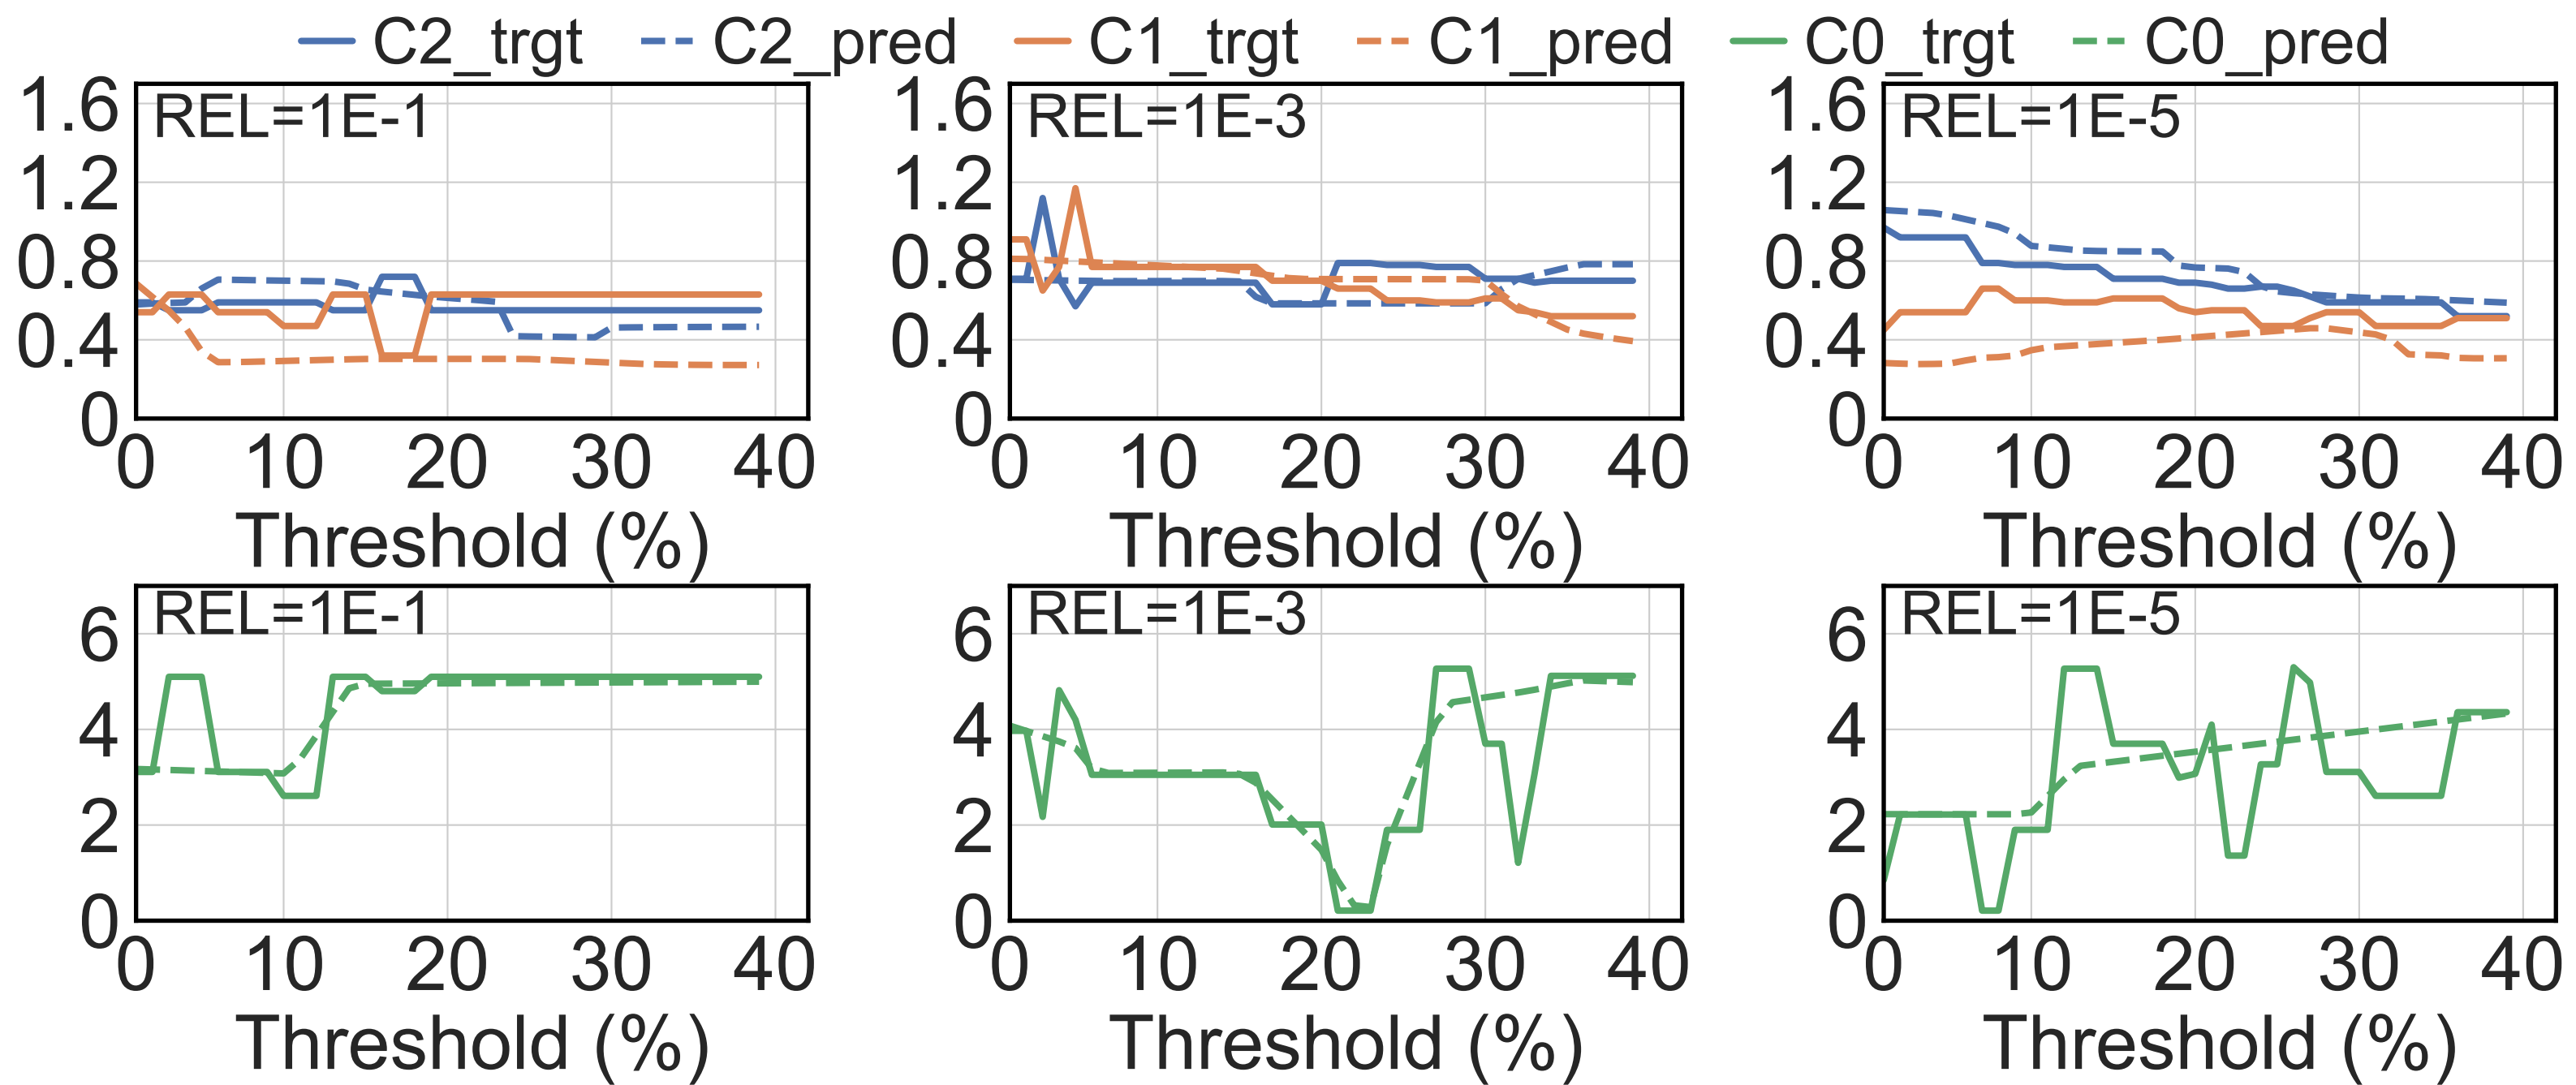 C2_trgt C2_pred C1_trgt C1_pred C0_trgt C0_pred
REL=1E-1 REL=1E-3 REL=1E-5
1.6 1.6 1.6
1.2 1.2 1.2
0.8 0.8 0.8
0.4 0.4 0.4
0 0 0
0 10 20 30 40 0 10 20 30 40 0 10 20 30 40
Threshold (%) Threshold (%) Threshold (%)
REL=1E-1 REL=1E-3 REL=1E-5
6 6 6
4 4 4
2 2 2
0 0 0
0 10 20 30 40 0 10 20 30 40 0 10 20 30 40
Threshold (%) Threshold (%) Threshold (%)